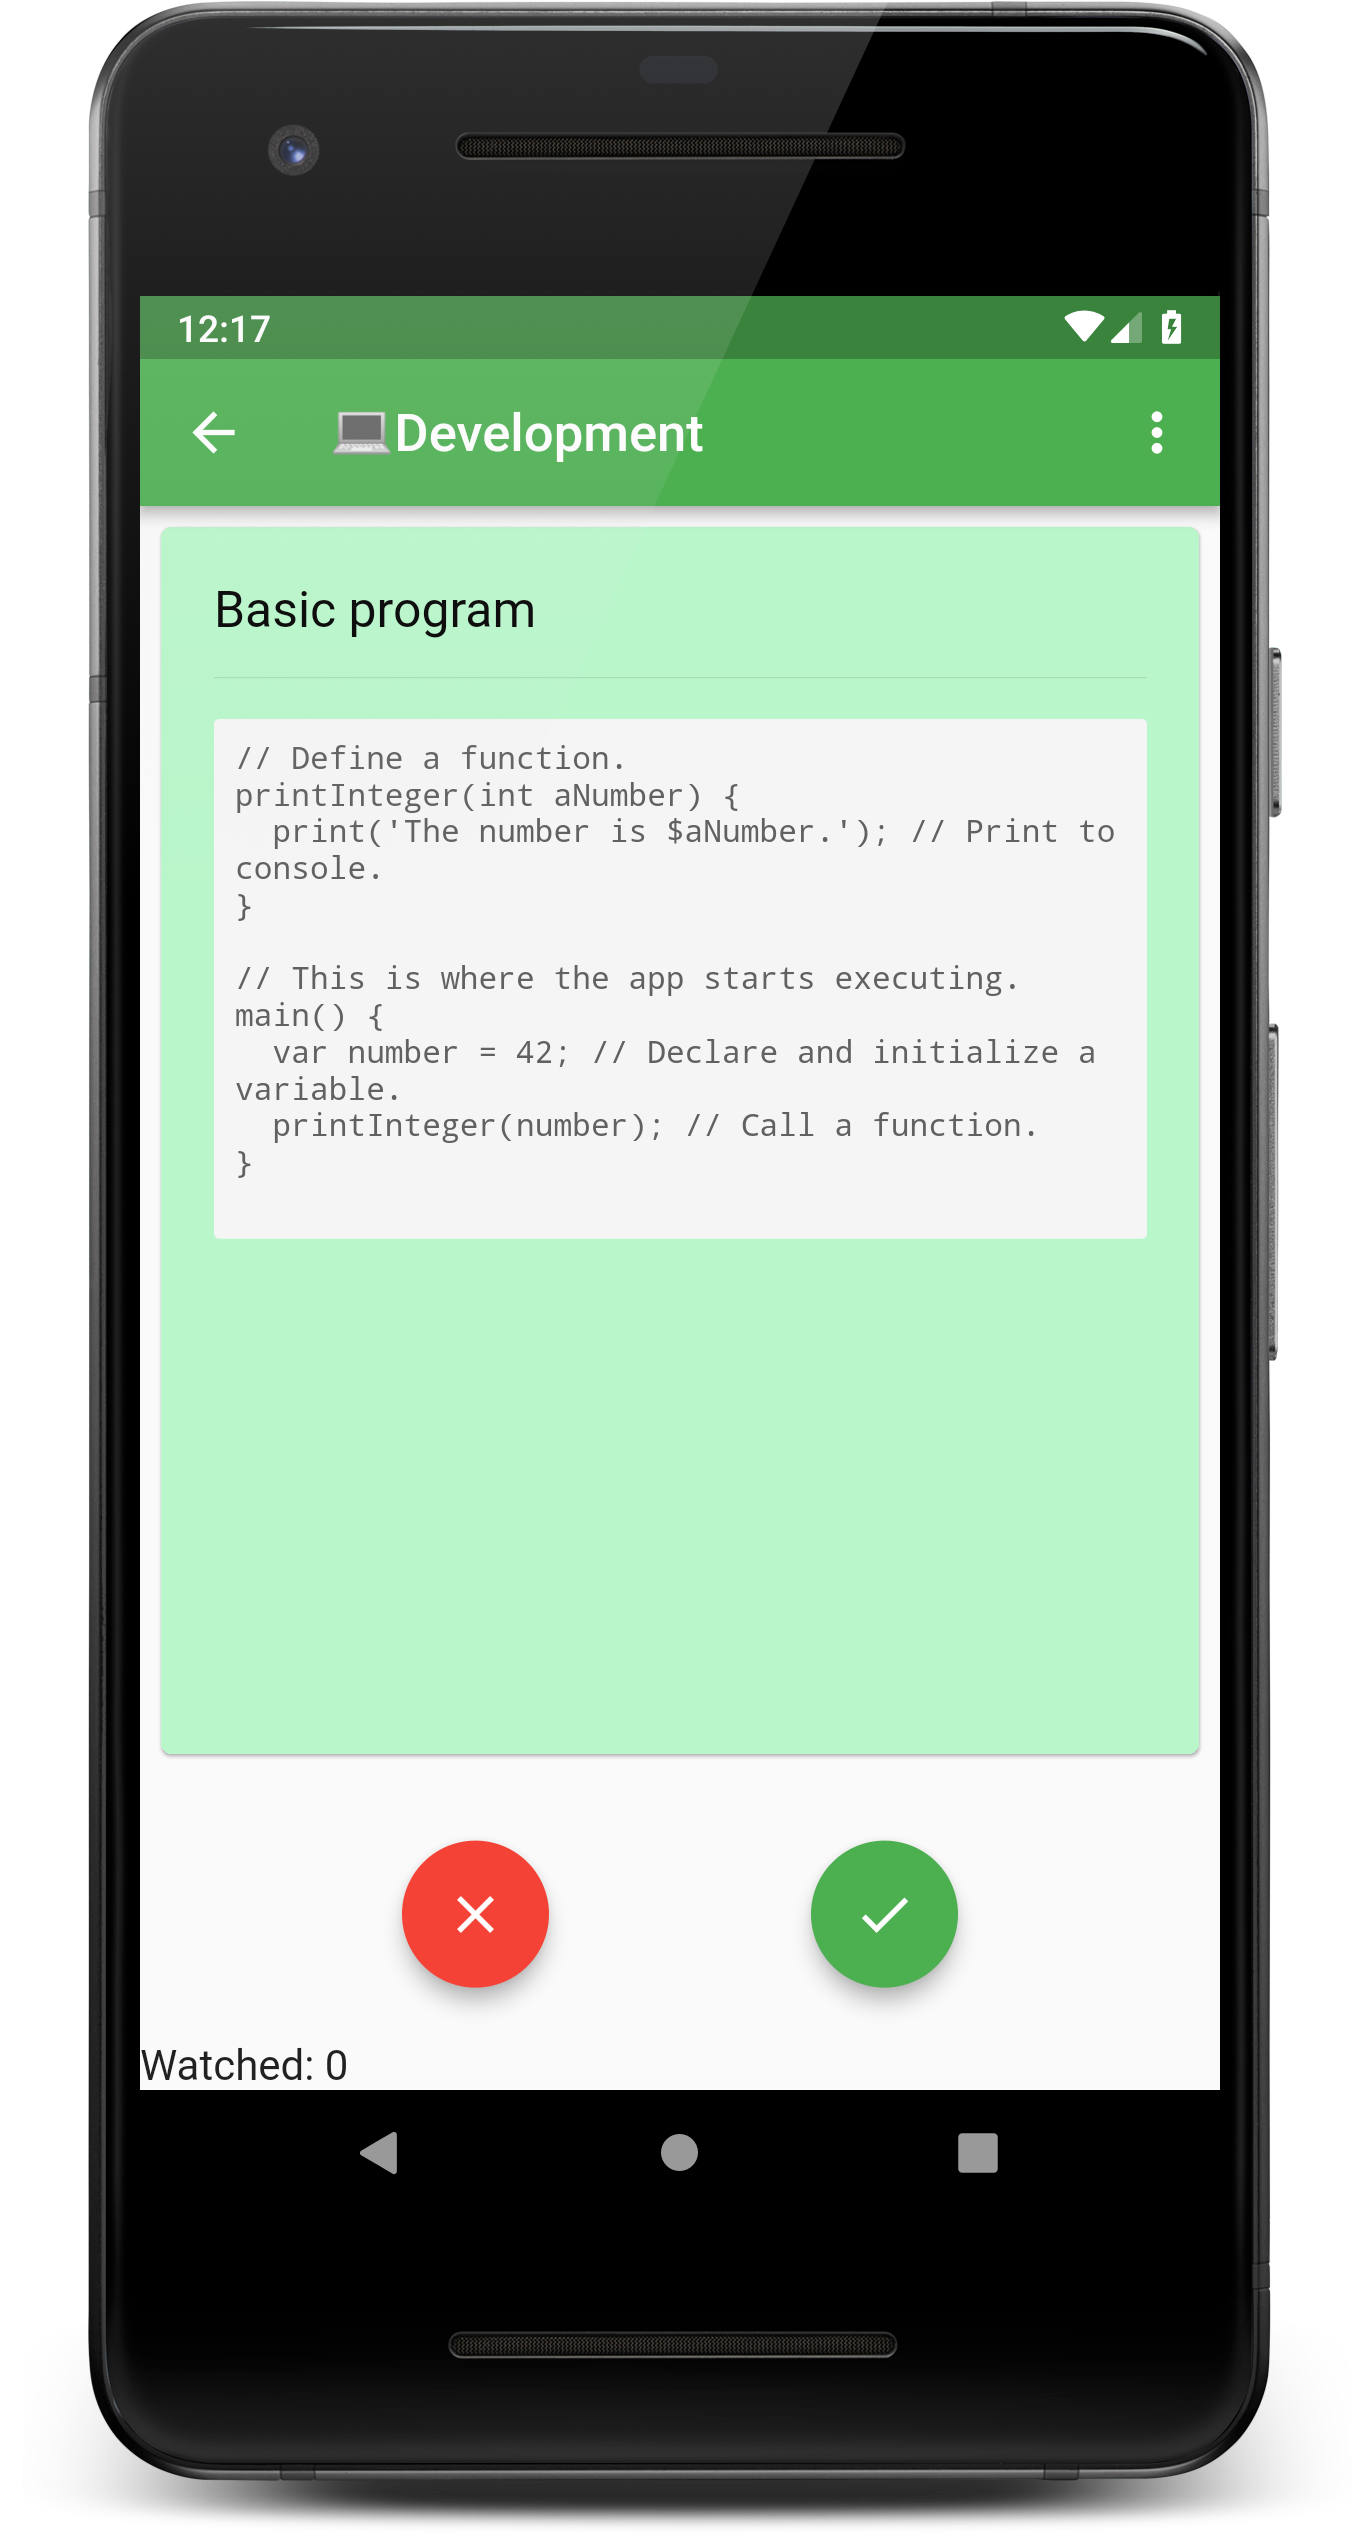 12:17
💻Development
Basic program
// Define a function.
printInteger(int aNumber) {
  print('The number is $aNumber.'); // Print to
console.
}

// This is where the app starts executing.
main() {
  var number = 42; // Declare and initialize a
variable.
  printInteger(number); // Call a function.
}
Watched: 0